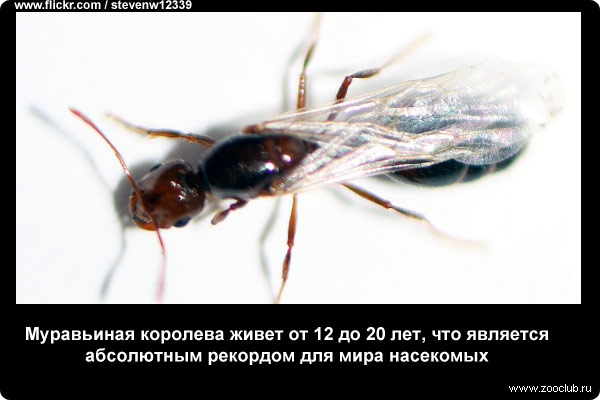 www.flickr.com / stevenw12339
Муравьиная королева живет от 12 до 20 лет, что является
абсолютным рекордом для мира насекомых
www.zooclub.ru